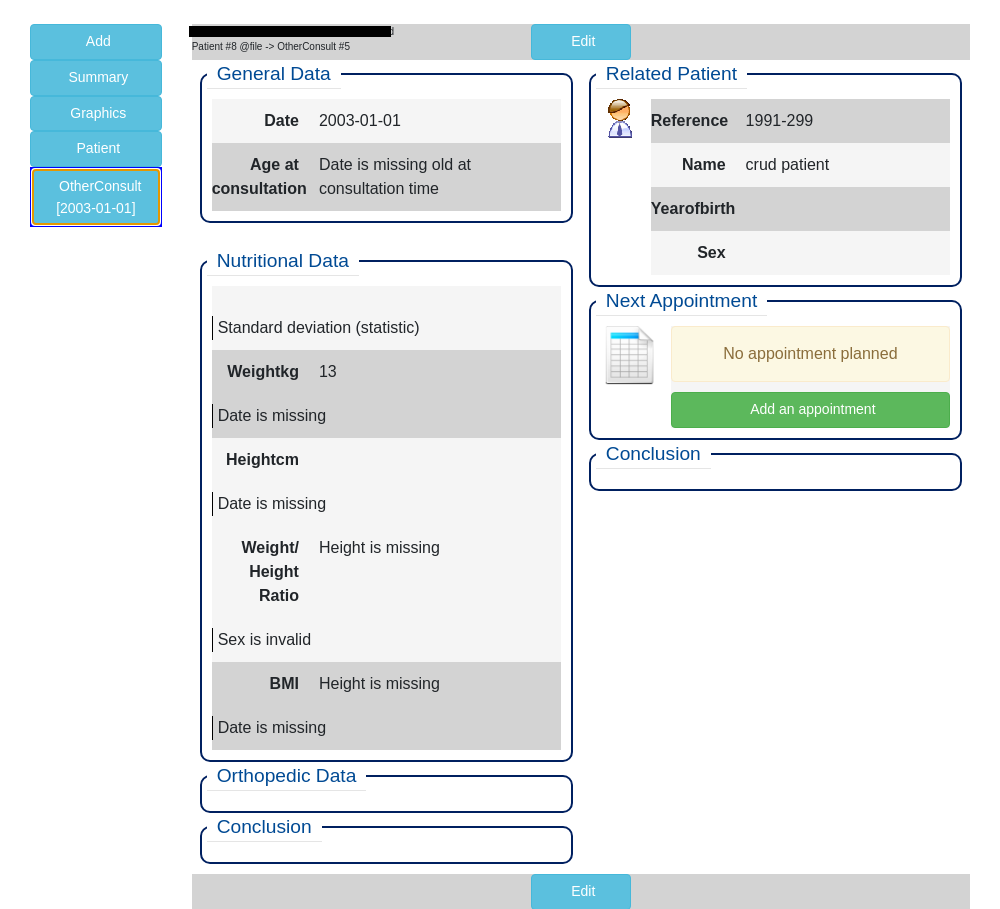 Add
Summary
Graphics
Patient
OtherConsult
[2003-01-01]
Patient #8 @file -> OtherConsult #5
Edit
General Data
Date 2003-01-01
Age at Date is missing old at
consultation consultation time
Nutritional Data
Standard deviation (statistic)
Weightkg 13
Date is missing
Heightcm
Date is missing
Weight/ Height is missing
Height
Ratio
Sex is invalid
BMI Height is missing
Date is missing
Orthopedic Data
Conclusion
Related Patient
Reference 1991-299
Name crud patient
Yearofbirth
Sex
Next Appointment
No appointment planned
Add an appointment
Conclusion
Edit